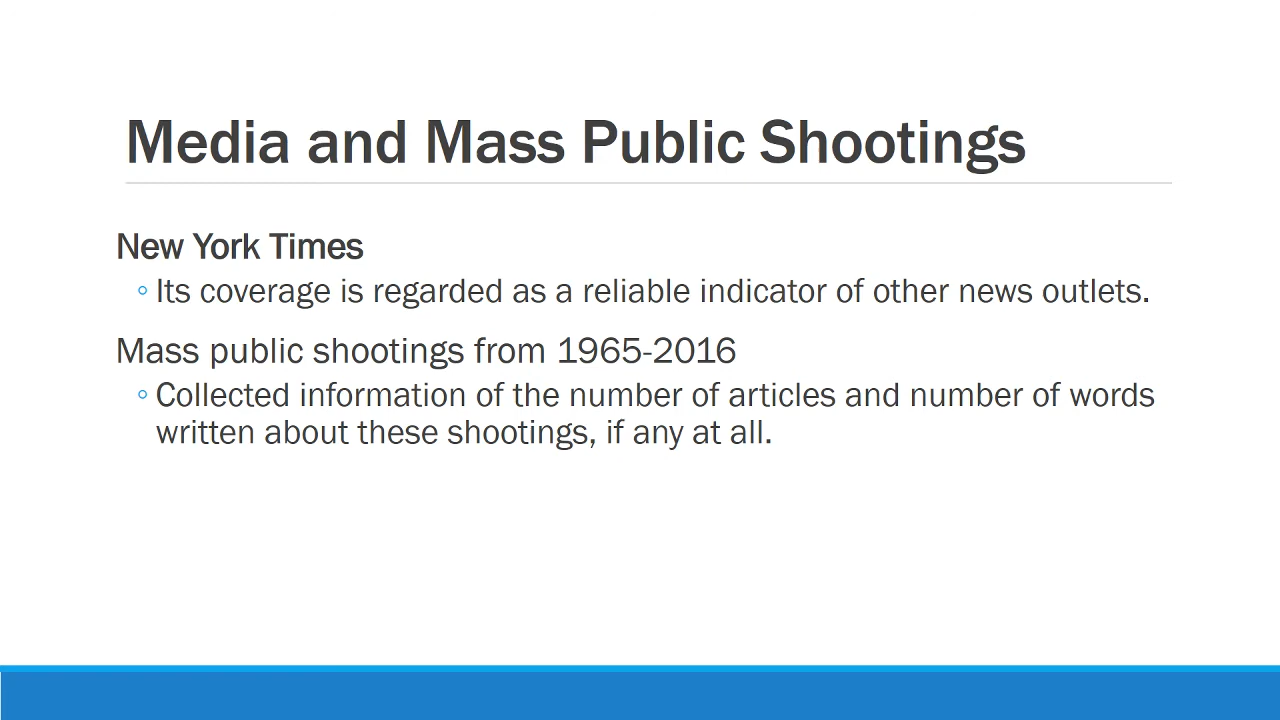 Media and Mass Public Shootings
New York Times
◦ Its coverage is regarded as a reliable indicator of other news outlets.
Mass public shootings from 1965-2016
◦ Collected information of the number of articles and number of words
written about these shootings, if any at all.